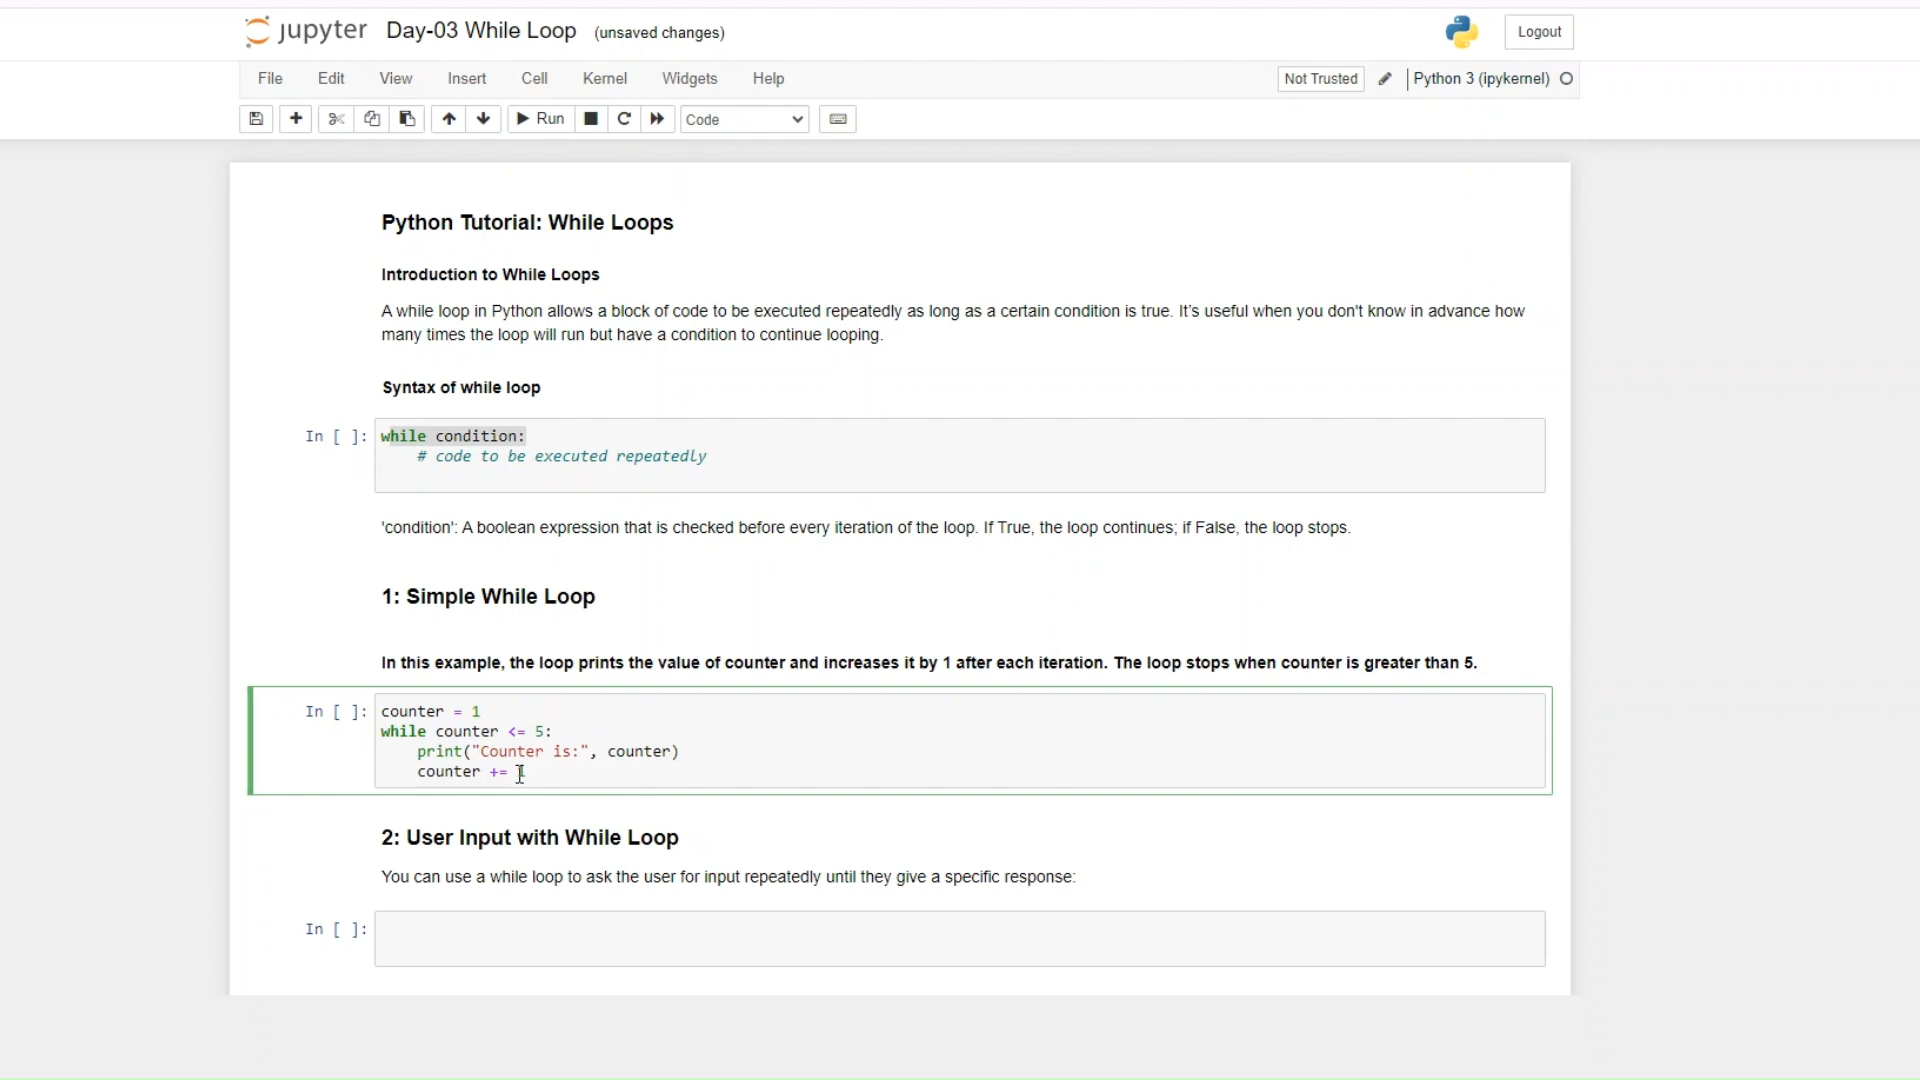 jupyter Day-03 While Loop (unsaved changes) Logout
File Edit View Insert Cell Kernel Widgets Help Not Trusted Python 3 (ipykernel)
Run Code
Python Tutorial: While Loops
Introduction to While Loops
A while loop in Python allows a block of code to be executed repeatedly as long as a certain condition is true. It's useful when you don't know in advance how
many times the loop will run but have a condition to continue looping.
Syntax of while loop
In [ ]: while condition:
# code to be executed repeatedly
'condition': A boolean expression that is checked before every iteration of the loop. If True, the loop continues; if False, the loop stops.
1: Simple While Loop
In this example, the loop prints the value of counter and increases it by 1 after each iteration. The loop stops when counter is greater than 5.
In [ ]: counter = 1
while counter <= 5:
print("Counter is:", counter)
counter += 1
2: User Input with While Loop
You can use a while loop to ask the user for input repeatedly until they give a specific response:
In [ ]: